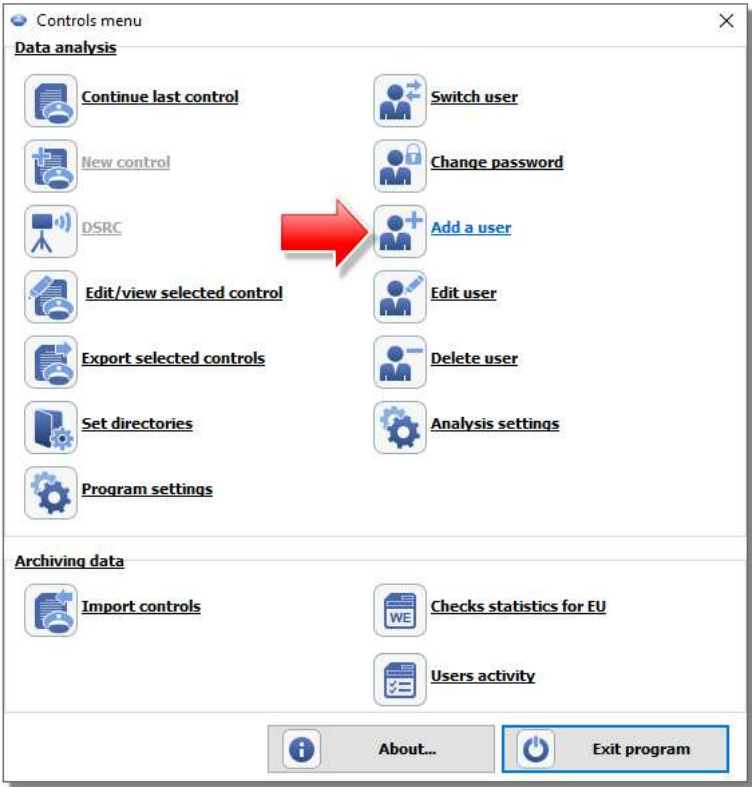 Controls menu
Data analysis
Continue last control
Switch user
New control
Change password
DSRC
Add a user
Edit/view selected control
Edit user
Export selected controls
Delete user
Set directories
Analysis settings
Program settings
Archiving data
Import controls
WE
Checks statistics for EU
Users activity
About...
Exit program